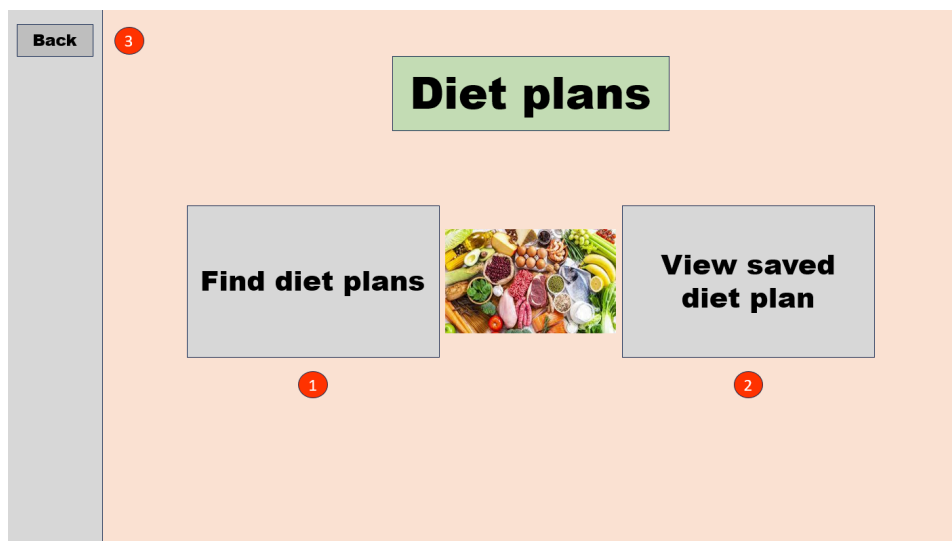 Back
3
Diet plans
Find diet plans
View saved
diet plan
1
2